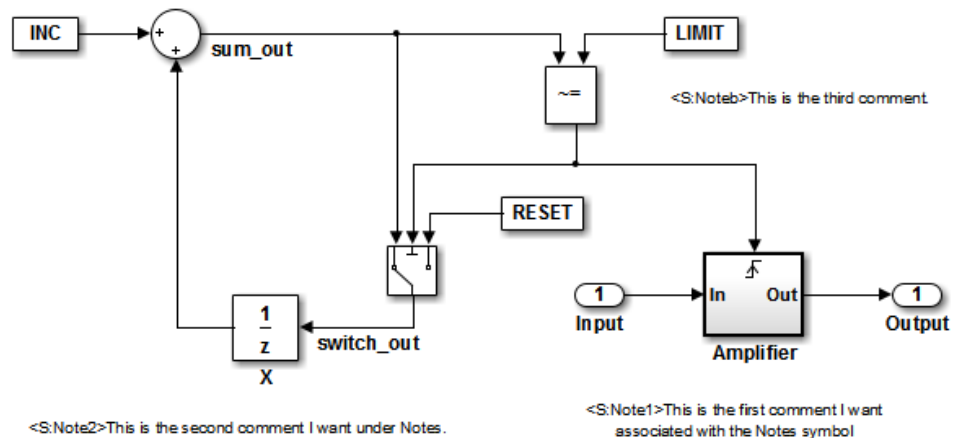 INC
+
+
sum_out
LIMIT
~=
<S:Noteb>This is the third comment.
RESET
1
In
Out
1
Input
Output
Amplifier
1
z
switch_out
X
<S:Note2>This is the second comment I want under Notes.
<S:Note1>This is the first comment I want
associated with the Notes symbol